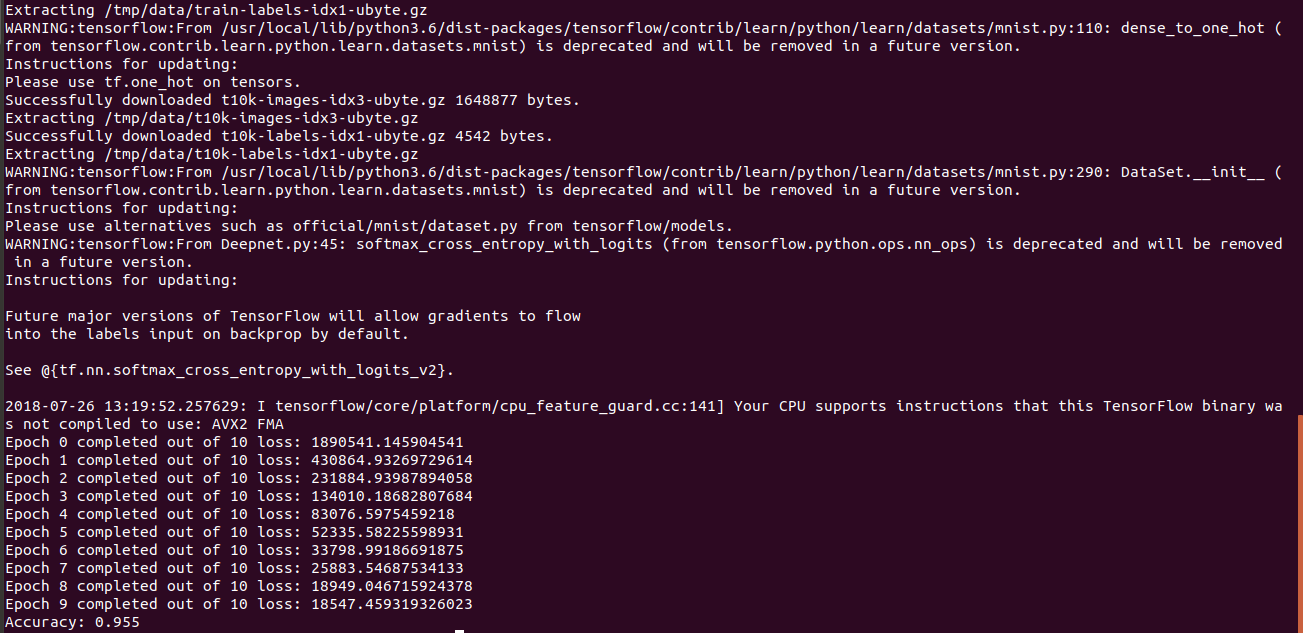 Extracting /tmp/data/train-labels-idx1-ubyte.gz
WARNING:tensorflow:From /usr/local/lib/python3.6/dist-packages/tensorflow/contrib/learn/python/learn/datasets/mnist.py:110: dense_to_one_hot (
from tensorflow.contrib.learn.python.learn.datasets.mnist) is deprecated and will be removed in a future version.
Instructions for updating:
Please use tf.one_hot on tensors.
Successfully downloaded t10k-images-idx3-ubyte.gz 1648877 bytes.
Extracting /tmp/data/t10k-images-idx3-ubyte.gz
Successfully downloaded t10k-labels-idx1-ubyte.gz 4542 bytes.
Extracting /tmp/data/t10k-labels-idx1-ubyte.gz
WARNING:tensorflow:From /usr/local/lib/python3.6/dist-packages/tensorflow/contrib/learn/python/learn/datasets/mnist.py:290: DataSet.__init__ (
from tensorflow.contrib.learn.python.learn.datasets.mnist) is deprecated and will be removed in a future version.
Instructions for updating:
Please use alternatives such as official/mnist/dataset.py from tensorflow/models.
WARNING:tensorflow:From Deepnet.py:45: softmax_cross_entropy_with_logits (from tensorflow.python.ops.nn_ops) is deprecated and will be removed
 in a future version.
Instructions for updating:

Future major versions of TensorFlow will allow gradients to flow
into the labels input on backprop by default.

See @{tf.nn.softmax_cross_entropy_with_logits_v2}.

2018-07-26 13:19:52.257629: I tensorflow/core/platform/cpu_feature_guard.cc:141] Your CPU supports instructions that this TensorFlow binary wa
s not compiled to use: AVX2 FMA
Epoch 0 completed out of 10 loss: 1890541.145904541
Epoch 1 completed out of 10 loss: 430864.93269729614
Epoch 2 completed out of 10 loss: 231884.93987894058
Epoch 3 completed out of 10 loss: 134010.18682807684
Epoch 4 completed out of 10 loss: 83076.5975459218
Epoch 5 completed out of 10 loss: 52335.58225598931
Epoch 6 completed out of 10 loss: 33798.99186691875
Epoch 7 completed out of 10 loss: 25883.54687534133
Epoch 8 completed out of 10 loss: 18949.046715924378
Epoch 9 completed out of 10 loss: 18547.459319326023
Accuracy: 0.955